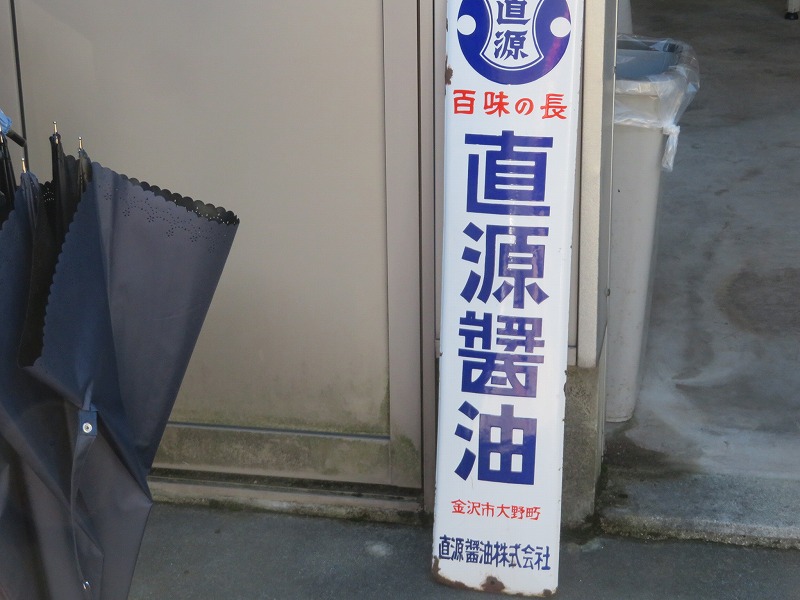 直源
百味の長
直源醤油
金沢市大野町
直源醤油株式会社